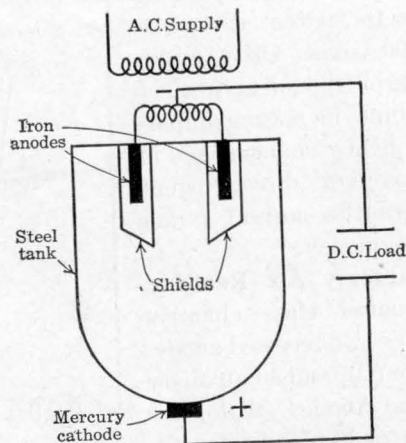 A.C.Supply
−
Iron
anodes
Steel
tank
Shields
D.C.Load
Mercury
cathode
+